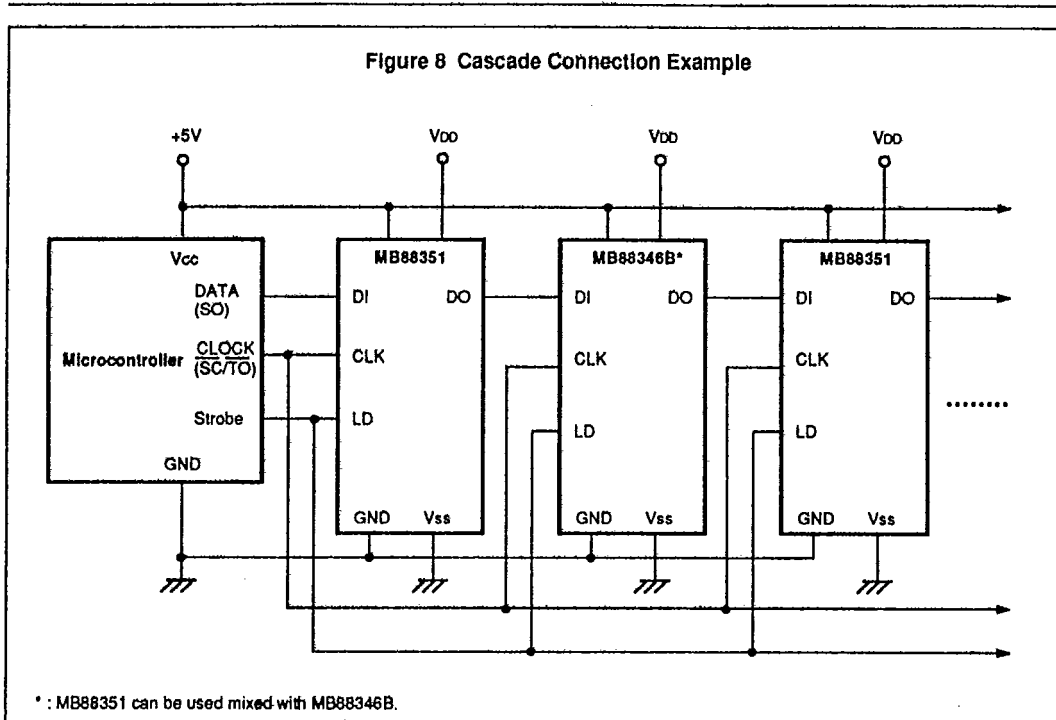 Figure 8 Cascade Connection Example
+5V
VDD
VDD
VDD
Vcc
MB88351
MB88346B*
MB88351
DATA
(SO)
DI
DO
DI
DO
DI
DO
Microcontroller
CLOCK
(SC/TO)
CLK
CLK
CLK
Strobe
LD
LD
LD
........
GND
GND
Vss
GND
Vss
GND
Vss
* : MB88351 can be used mixed with MB88346B.